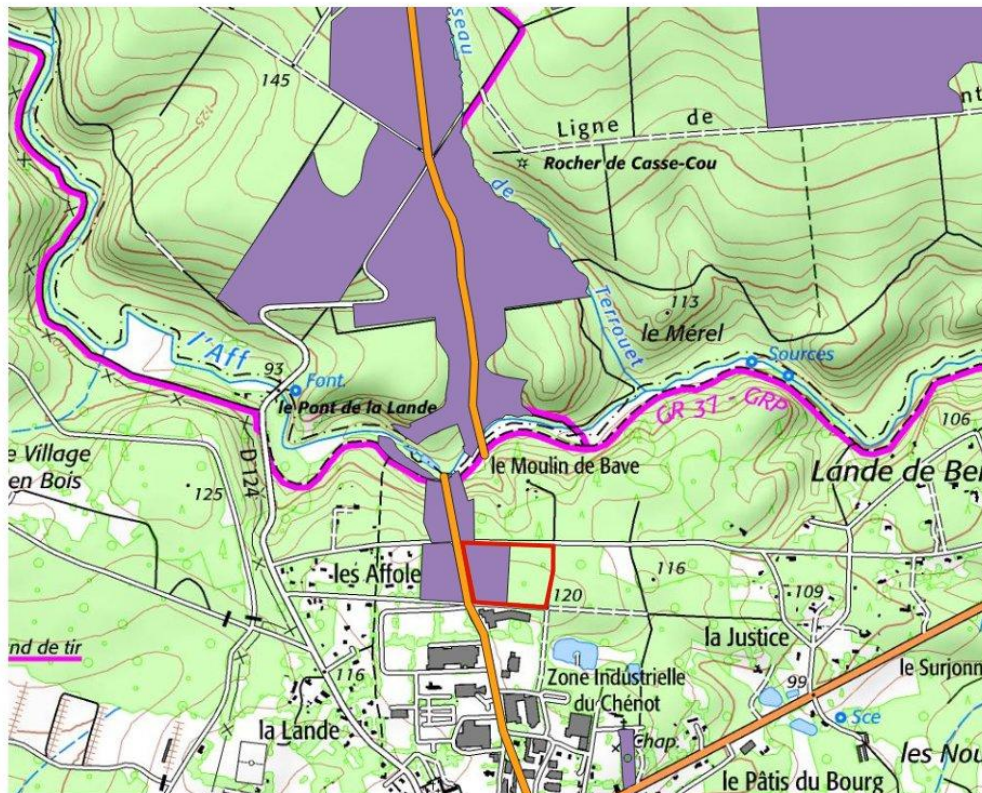 seau
145
125
Ligne de
nt
Rocher de Casse-Cou
de
Terrouet
113
le Mérel
l'Aff
Sources
93
Font.
le Pont de la Lande
GR 37 - GRP
106
e Village
en Bois
D 124
125
le Moulin de Bave
Lande de Be
les Affole
116
120
109
la Justice
nd de tir
116
Zone Industrielle
du Chénot
le Surjonn
99
Sce
la Lande
Chap.
les Nou
le Pâtis du Bourg